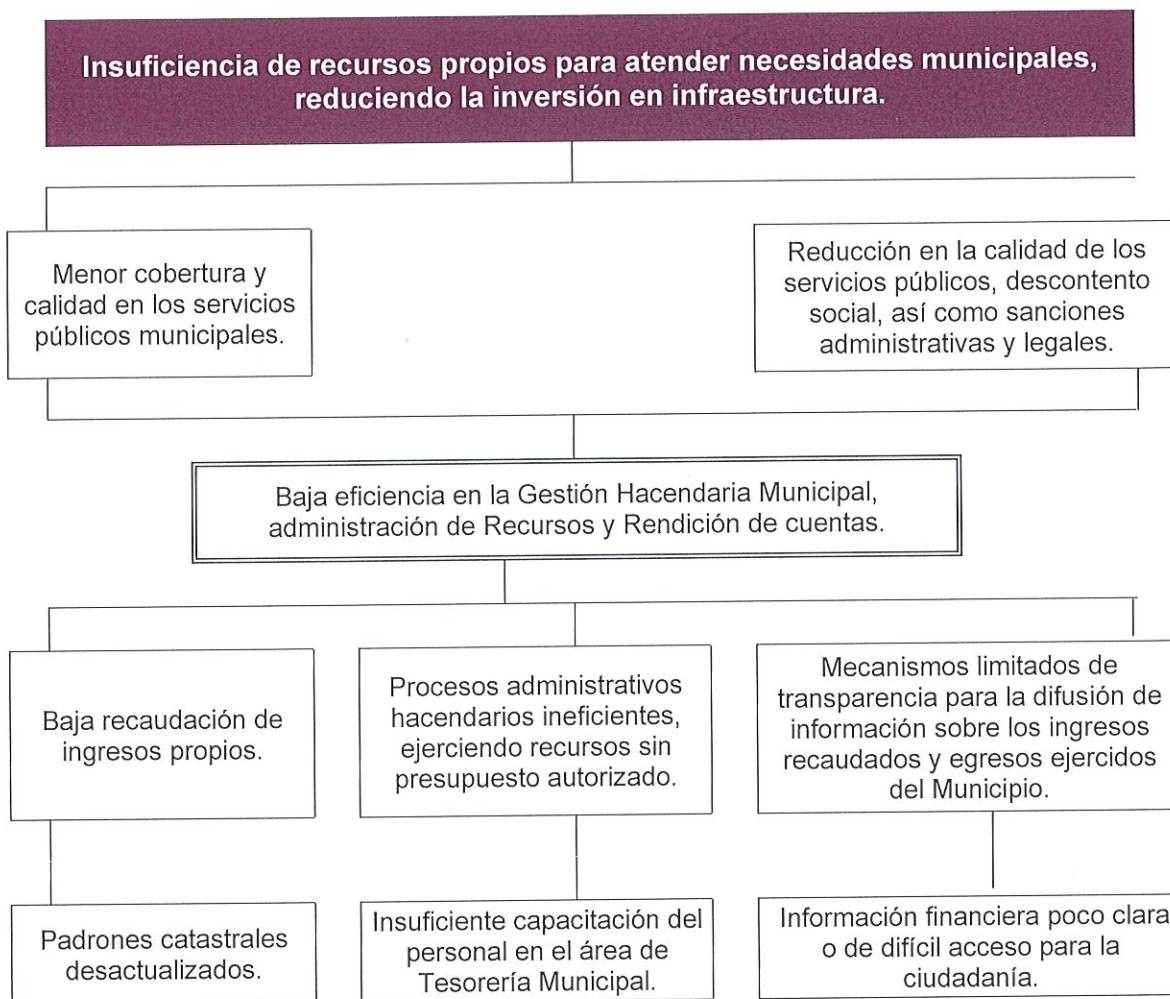 Insuficiencia de recursos propios para atender necesidades municipales,
reduciendo la inversión en infraestructura.
Menor cobertura y
calidad en los servicios
públicos municipales.
Reducción en la calidad de los
servicios públicos, descontento
social, así como sanciones
administrativas y legales.
Baja eficiencia en la Gestión Hacendaria Municipal,
administración de Recursos y Rendición de cuentas.
Baja recaudación de
ingresos propios.
Procesos administrativos
hacendarios ineficientes,
ejerciendo recursos sin
presupuesto autorizado.
Mecanismos limitados de
transparencia para la difusión de
información sobre los ingresos
recaudados y egresos ejercidos
del Municipio.
Padrones catastrales
desactualizados.
Insuficiente capacitación del
personal en el área de
Tesorería Municipal.
Información financiera poco clara
o de difícil acceso para la
ciudadanía.